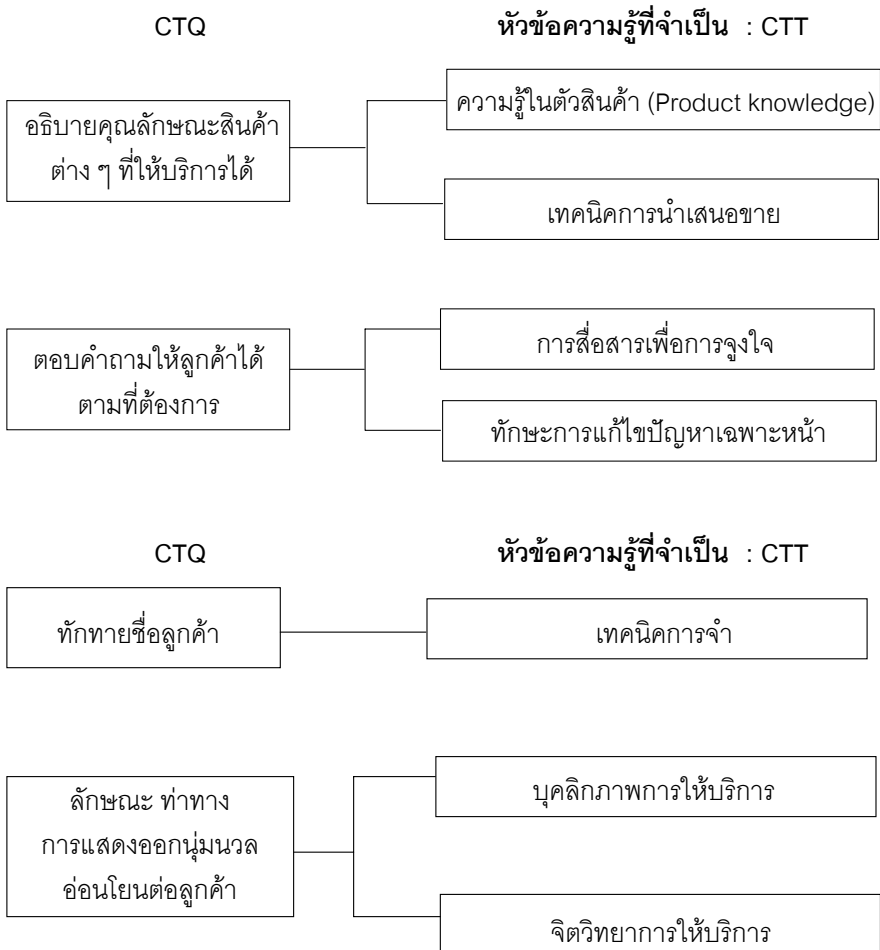 CTQ หัวข้อความรู้ที่จำเป็น : CTT
ความรู้ในตัวสินค้า (Product knowledge)
อธิบายคุณลักษณะสินค้า
ต่าง ๆ ที่ให้บริการได้
เทคนิคการนำเสนอขาย
การสื่อสารเพื่อการจูงใจ
ตอบคำถามให้ลูกค้าได้
ตามที่ต้องการ
ทักษะการแก้ไขปัญหาเฉพาะหน้า
CTQ หัวข้อความรู้ที่จำเป็น : CTT
ทักทายชื่อลูกค้า
เทคนิคการจำ
บุคลิกภาพการให้บริการ
ลักษณะ ท่าทาง
การแสดงออกนุ่มนวล
อ่อนโยนต่อลูกค้า
จิตวิทยาการให้บริการ